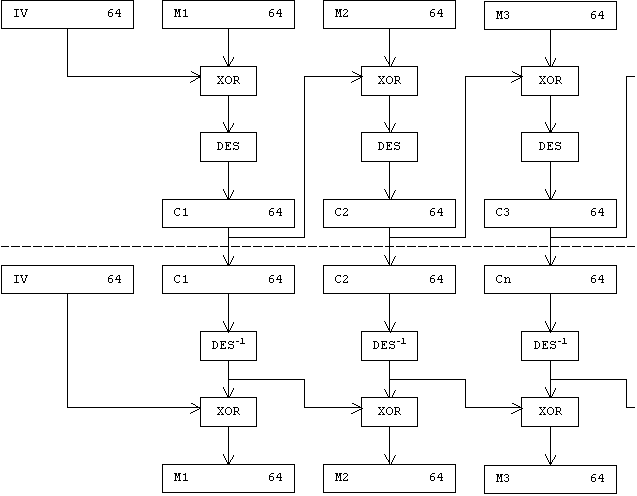 IV 64 M1 64 M2 64 M3 64
XOR XOR XOR
DES DES DES
C1 64 C2 64 C3 64
IV 64 C1 64 C2 64 Cn 64
DES⁻¹ DES⁻¹ DES⁻¹
XOR XOR XOR
M1 64 M2 64 M3 64